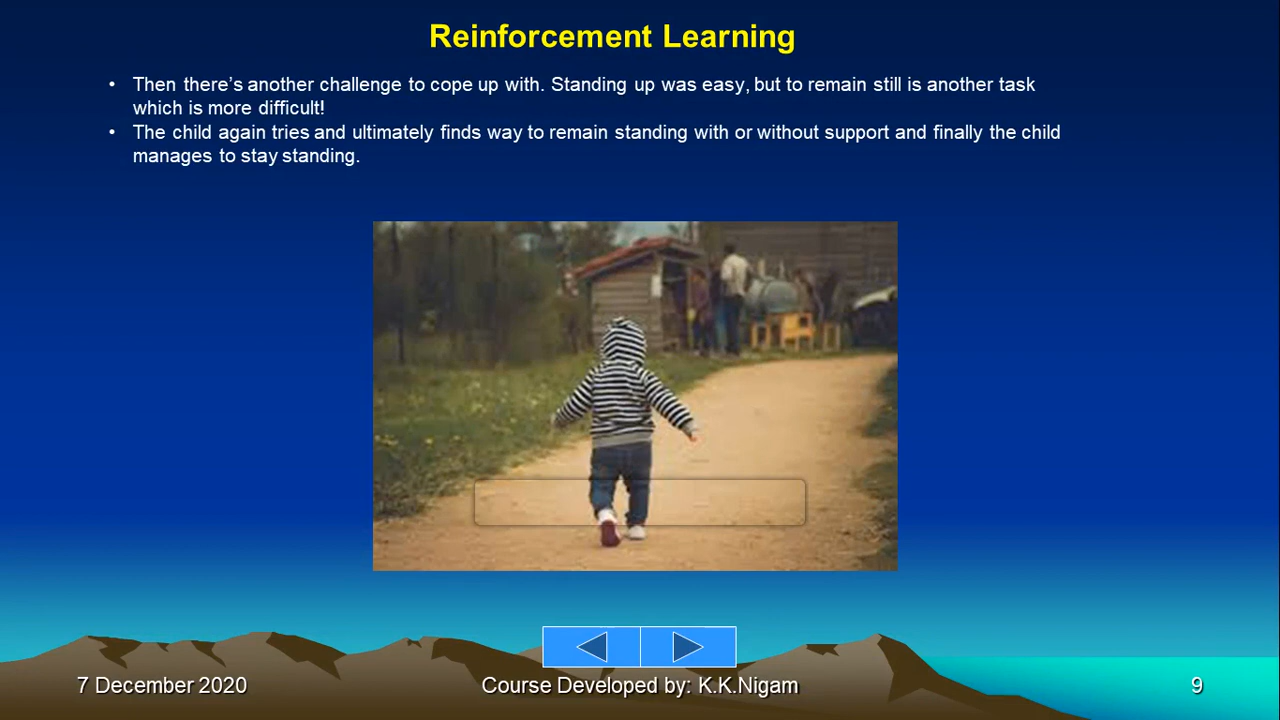 Reinforcement Learning
• Then there's another challenge to cope up with. Standing up was easy, but to remain still is another task
which is more difficult!
• The child again tries and ultimately finds way to remain standing with or without support and finally the child
manages to stay standing.
7 December 2020
Course Developed by: K.K.Nigam
9